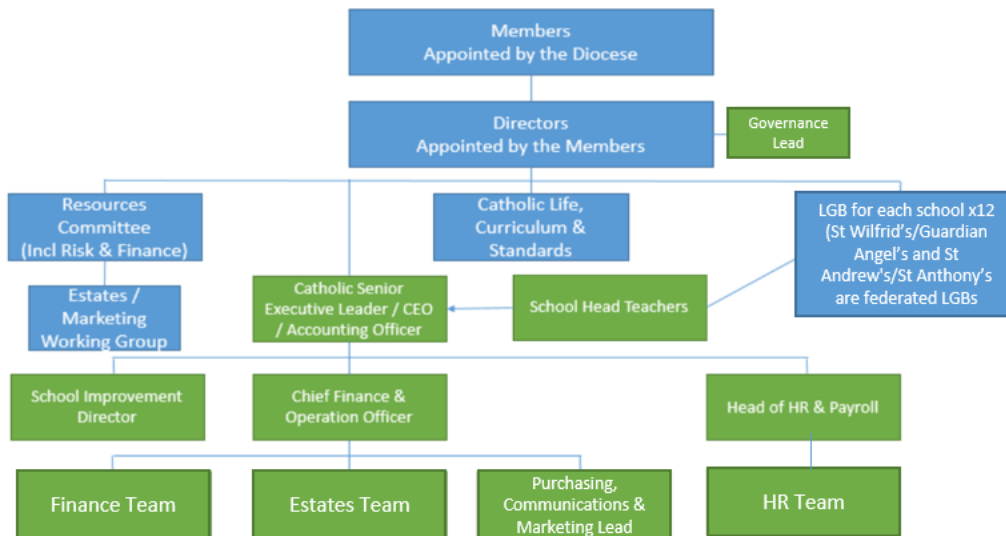 Members
Appointed by the Diocese
Directors
Appointed by the Members
Governance
Lead
Resources
Committee
(Incl Risk & Finance)
Catholic Life,
Curriculum &
Standards
LGB for each school x12
(St Wilfrid's/Guardian
Angel's and St
Andrew's/St Anthony's
are federated LGBs
Estates /
Marketing
Working Group
Catholic Senior
Executive Leader / CEO
/ Accounting Officer
School Head Teachers
School Improvement
Director
Chief Finance &
Operation Officer
Head of HR & Payroll
Finance Team
Estates Team
Purchasing,
Communications &
Marketing Lead
HR Team